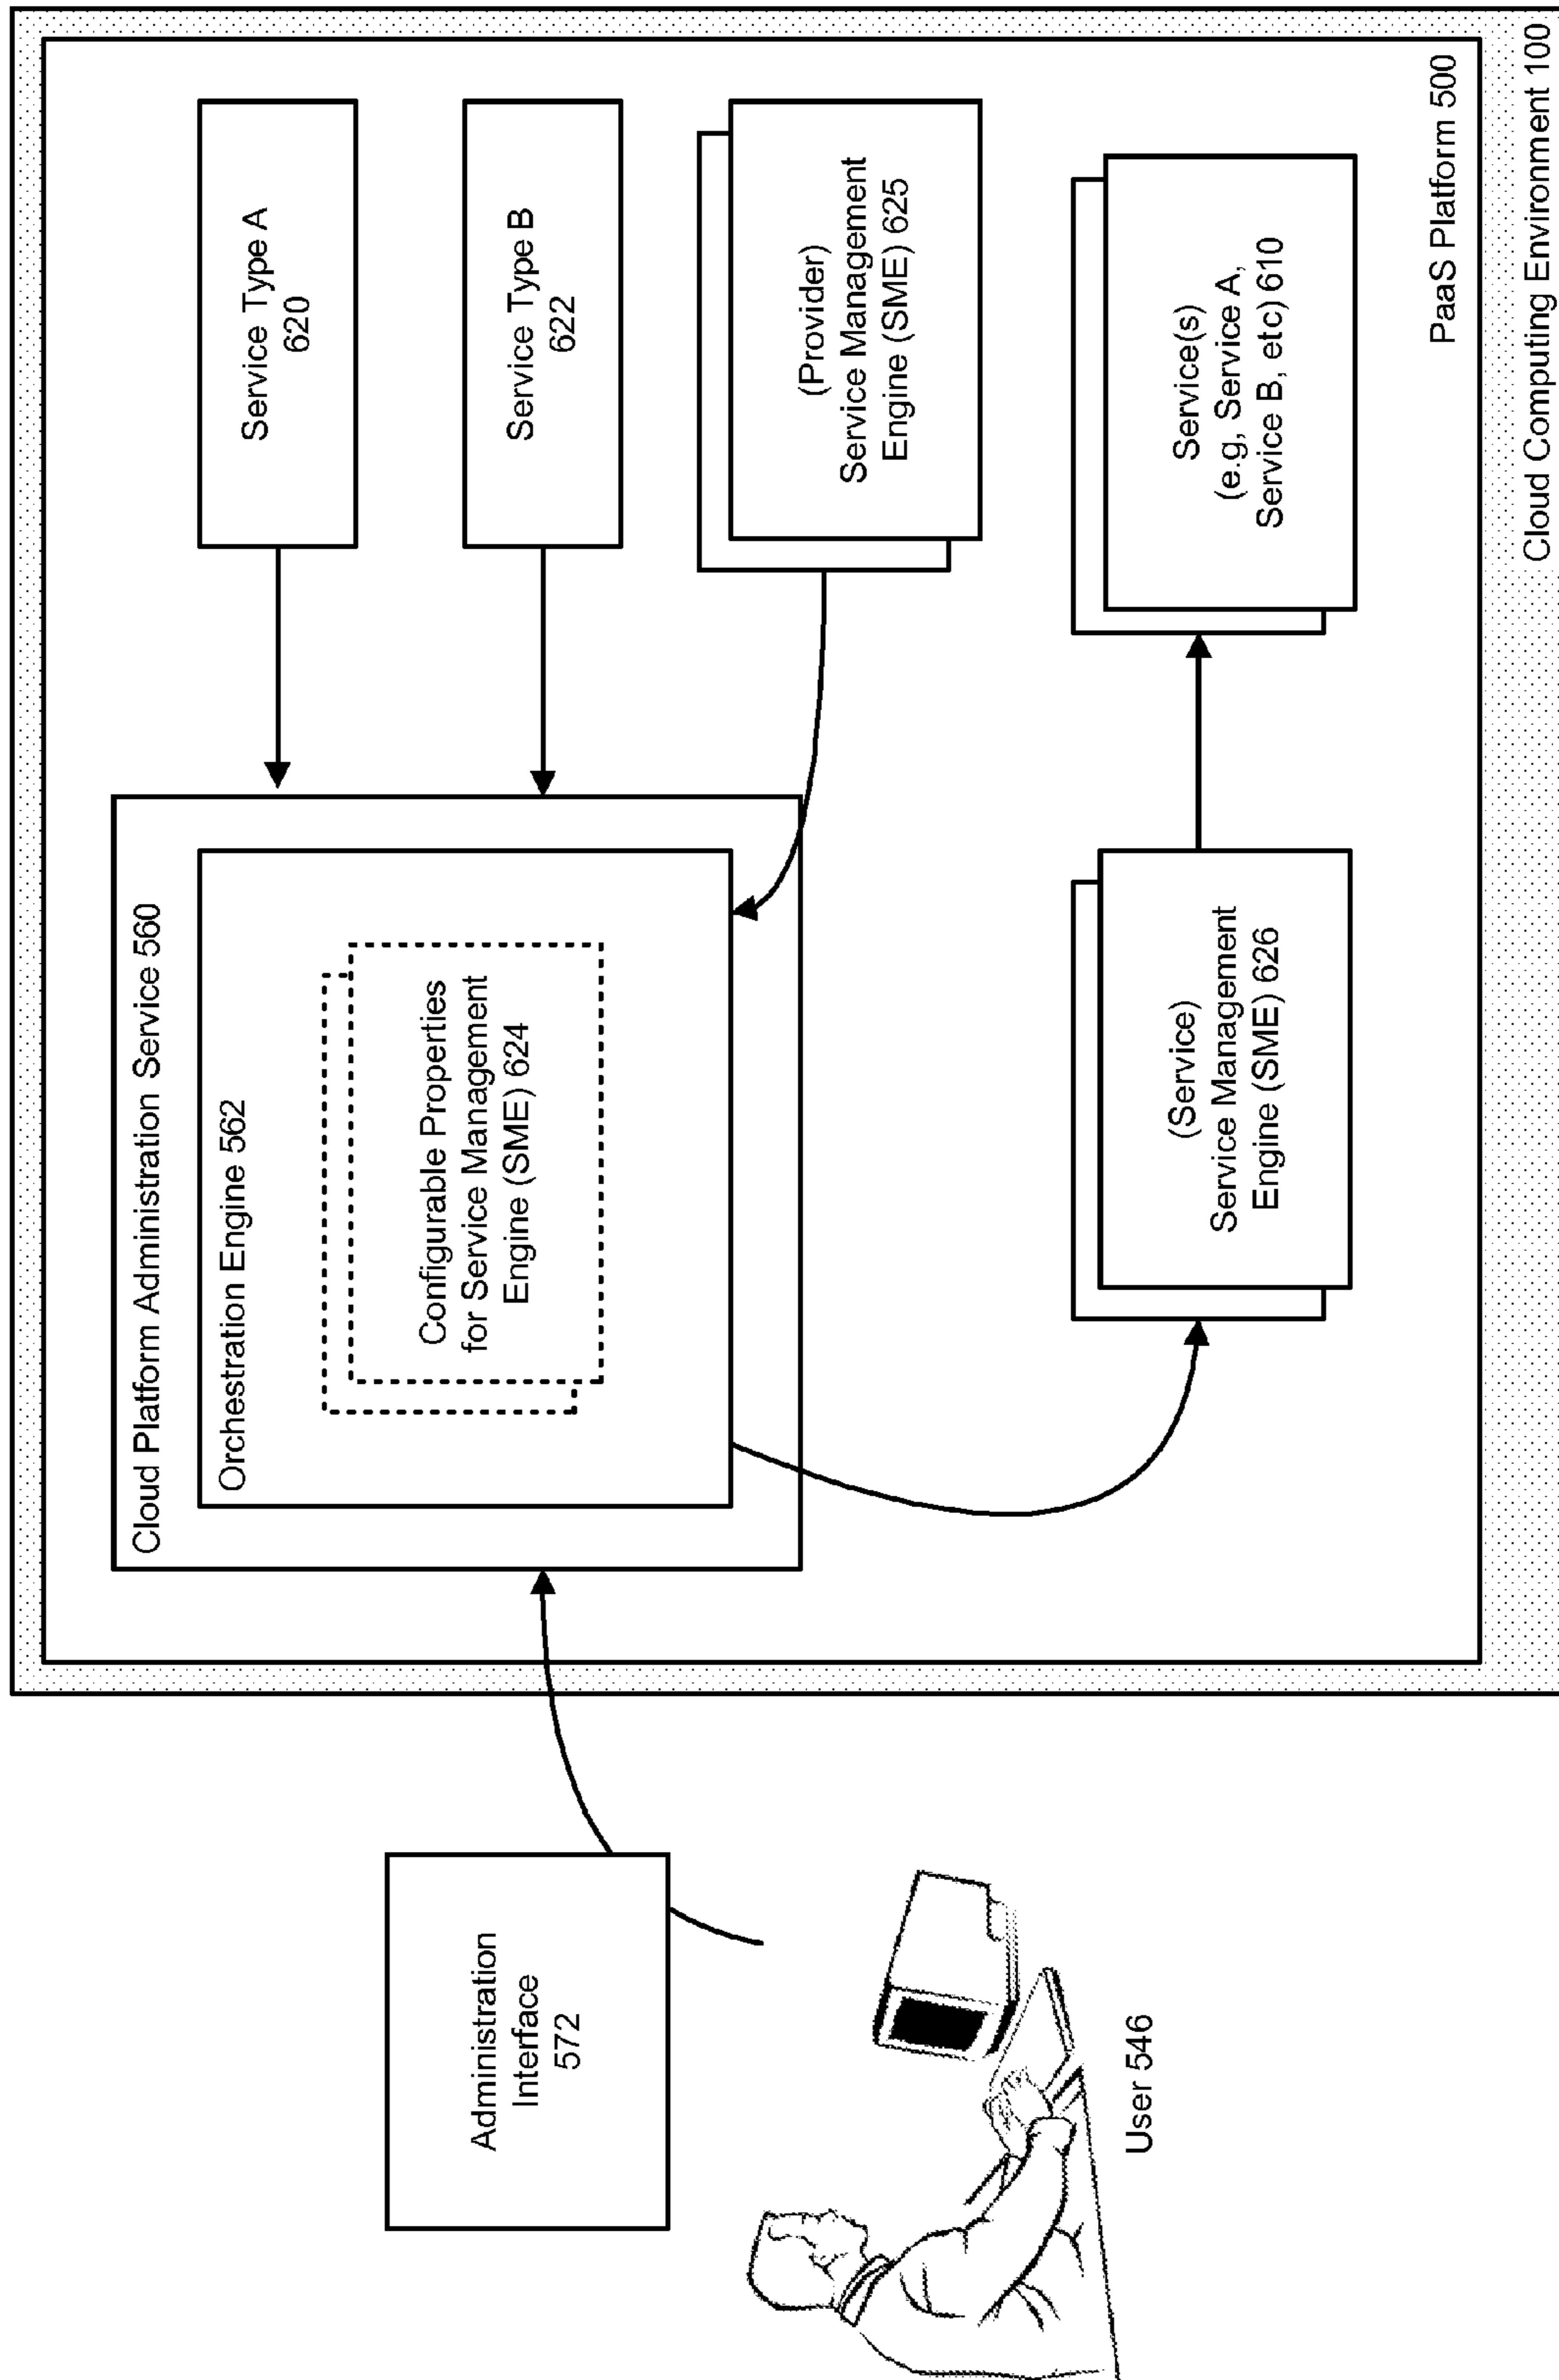 Cloud Platform Administration Service 560
Orchestration Engine 562
Configurable Properties
for Service Management
Engine (SME) 624
Service Type A
620
Service Type B
622
(Provider)
Service Management
Engine (SME) 625
Administration
Interface
572
User 546
(Service)
Service Management
Engine (SME) 626
Service(s)
(e.g, Service A,
Service B, etc) 610
PaaS Platform 500
Cloud Computing Environment 100